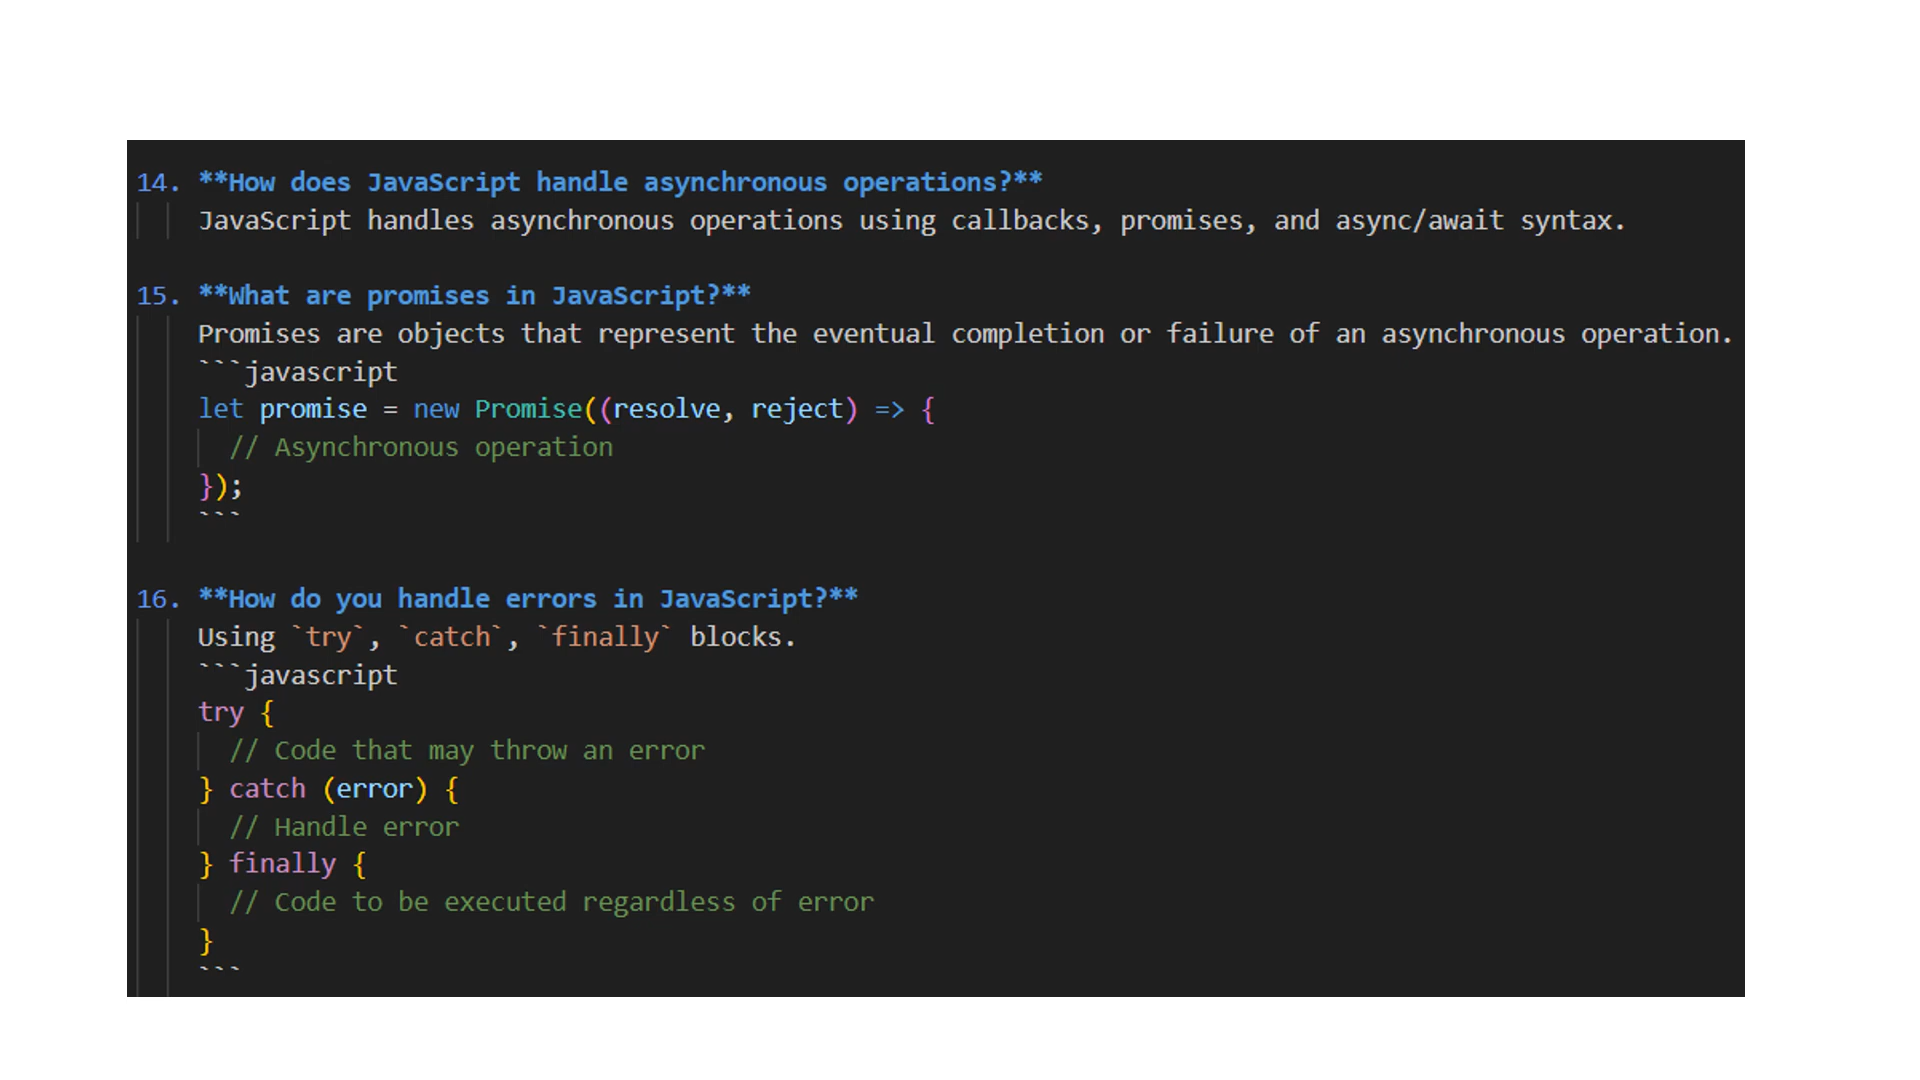 14. **How does JavaScript handle asynchronous operations?**
JavaScript handles asynchronous operations using callbacks, promises, and async/await syntax.
15. **What are promises in JavaScript?**
Promises are objects that represent the eventual completion or failure of an asynchronous operation.
```javascript
let promise = new Promise((resolve, reject) => {
// Asynchronous operation
});
```
16. **How do you handle errors in JavaScript?**
Using `try`, `catch`, `finally` blocks.
```javascript
try {
// Code that may throw an error
} catch (error) {
// Handle error
} finally {
// Code to be executed regardless of error
}
```